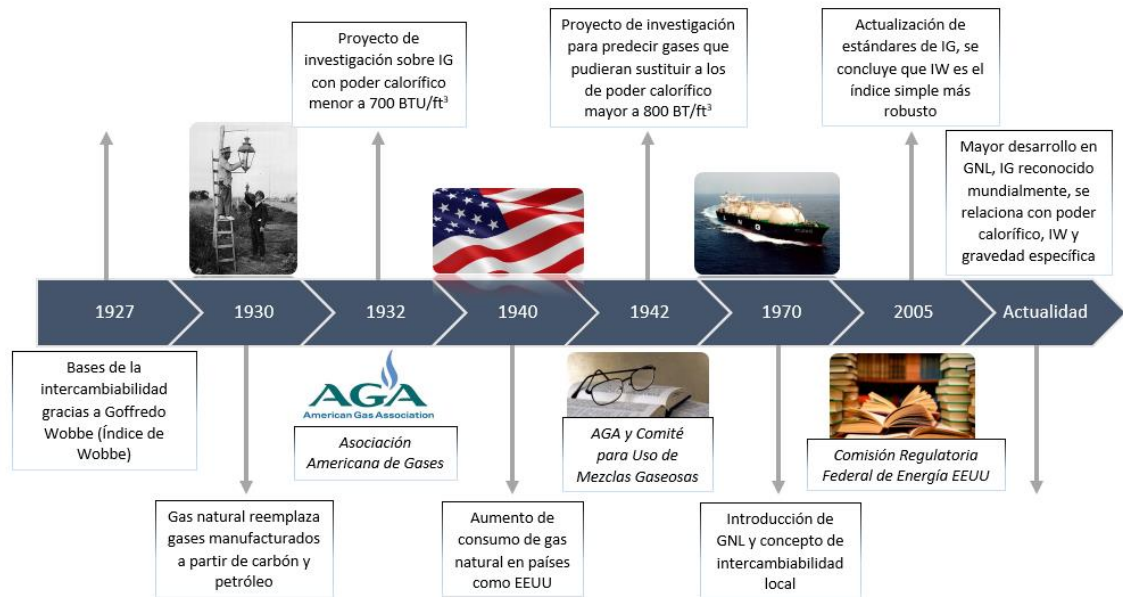 Proyecto de
investigación sobre IG
con poder calorífico
menor a 700 BTU/ft³
Proyecto de investigación
para predecir gases que
pudieran sustituir a los
de poder calorífico
mayor a 800 BT/ft³
Actualización de
estándares de IG, se
concluye que IW es el
índice simple más
robusto
Mayor desarrollo en
GNL, IG reconocido
mundialmente, se
relaciona con poder
calorífico, IW y
gravedad específica
1927
1930
1932
1940
1942
1970
2005
Actualidad
Bases de la
intercambiabilidad
gracias a Goffredo
Wobbe (Índice de
Wobbe)
AGA
American Gas Association
Asociación
Americana de Gases
AGA y Comité
para Uso de
Mezclas Gaseosas
Comisión Regulatoria
Federal de Energía EEUU
Gas natural reemplaza
gases manufacturados
a partir de carbón y
petróleo
Aumento de
consumo de gas
natural en países
como EEUU
Introducción de
GNL y concepto de
intercambiabilidad
local